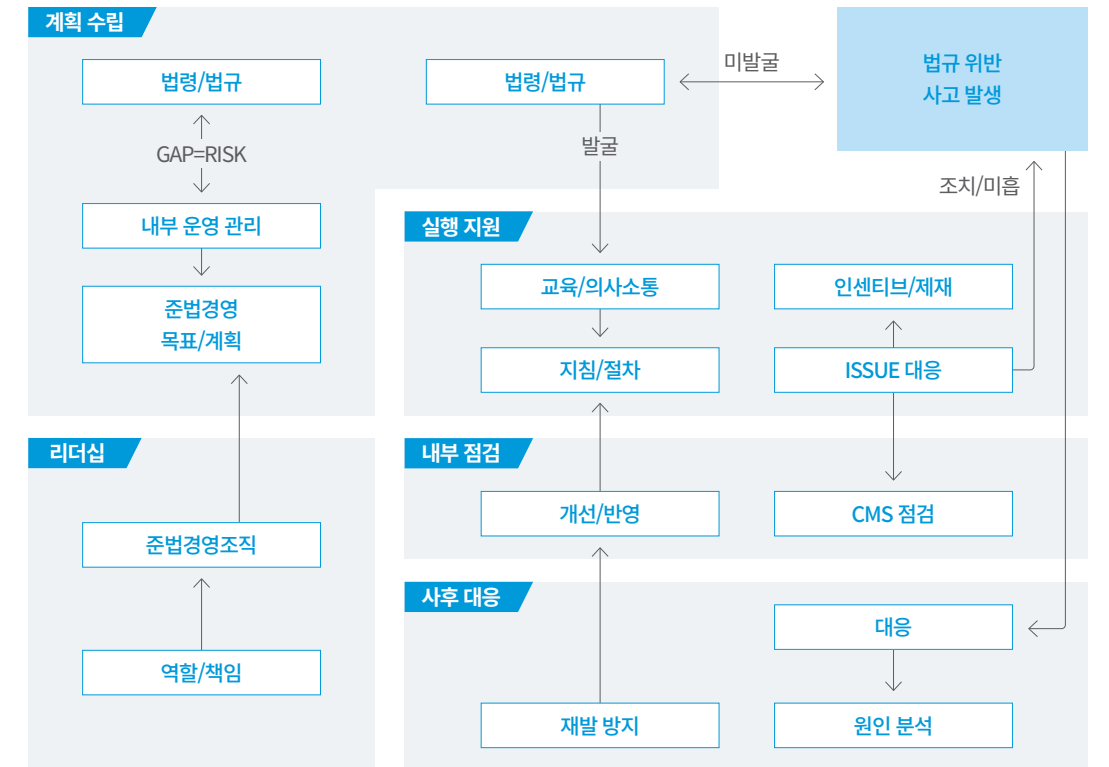 계획 수립
법령/법규
GAP=RISK
내부 운영 관리
준법경영
목표/계획
법령/법규
미발굴
발굴
법규 위반
사고 발생
조치/미흡
실행 지원
교육/의사소통
인센티브/제재
지침/절차
ISSUE 대응
리더십
준법경영조직
역할/책임
내부 점검
개선/반영
CMS 점검
사후 대응
대응
재발 방지
원인 분석